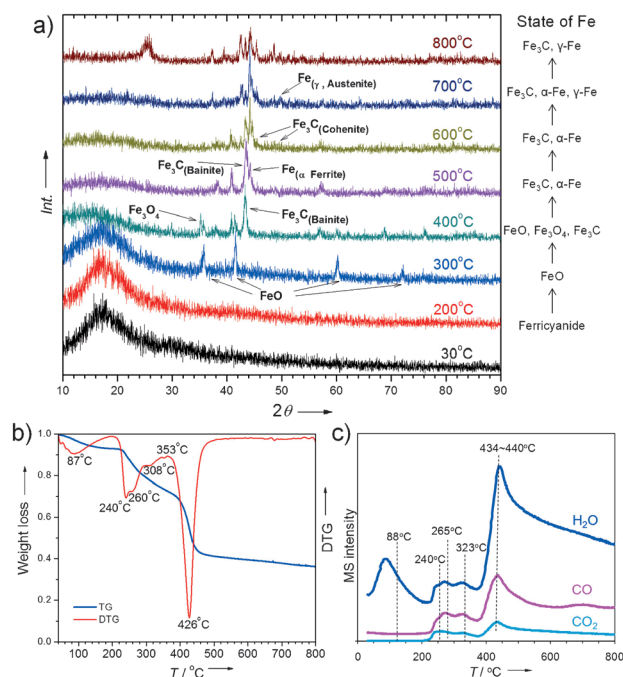 a)
State of Fe
800°C
Fe3C, γ-Fe
Fe(γ, Austenite)
700°C
Fe3C, α-Fe, γ-Fe
Fe3C(Cohenite)
600°C
Fe3C, α-Fe
Fe3C(Bainite)
Fe(α Ferrite)
500°C
Fe3C, α-Fe
Int.
Fe3O4
Fe3C(Bainite)
400°C
FeO, Fe3O4, Fe3C
300°C
FeO
FeO
200°C
Ferricyanide
30°C
10 20 30 40 50 60 70 80 90
2θ
b)
Weight loss
1.0
0.8
0.6
0.4
0.2
0.0
87°C
353°C
308°C
260°C
240°C
426°C
TG
DTG
DTG
100 200 300 400 500 600 700 800
T / °C
c)
MS intensity
434~440°C
88°C
265°C
240°C
323°C
H2O
CO
CO2
0 200 400 600 800
T / °C